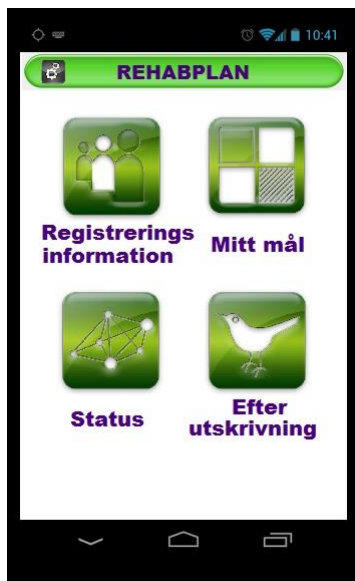 10:41
REHABPLAN
Registrerings
information
Mitt mål
Status
Efter
utskrivning